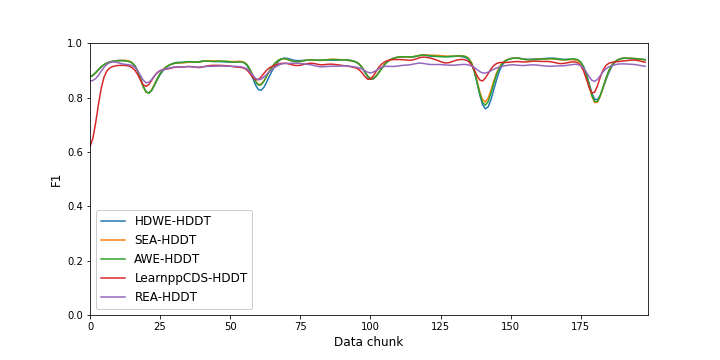 1.0
0.8
0.6
0.4
0.2
0.0
F1
HDWE-HDDT
SEA-HDDT
AWE-HDDT
LearnppCDS-HDDT
REA-HDDT
0 25 50 75 100 125 150 175
Data chunk